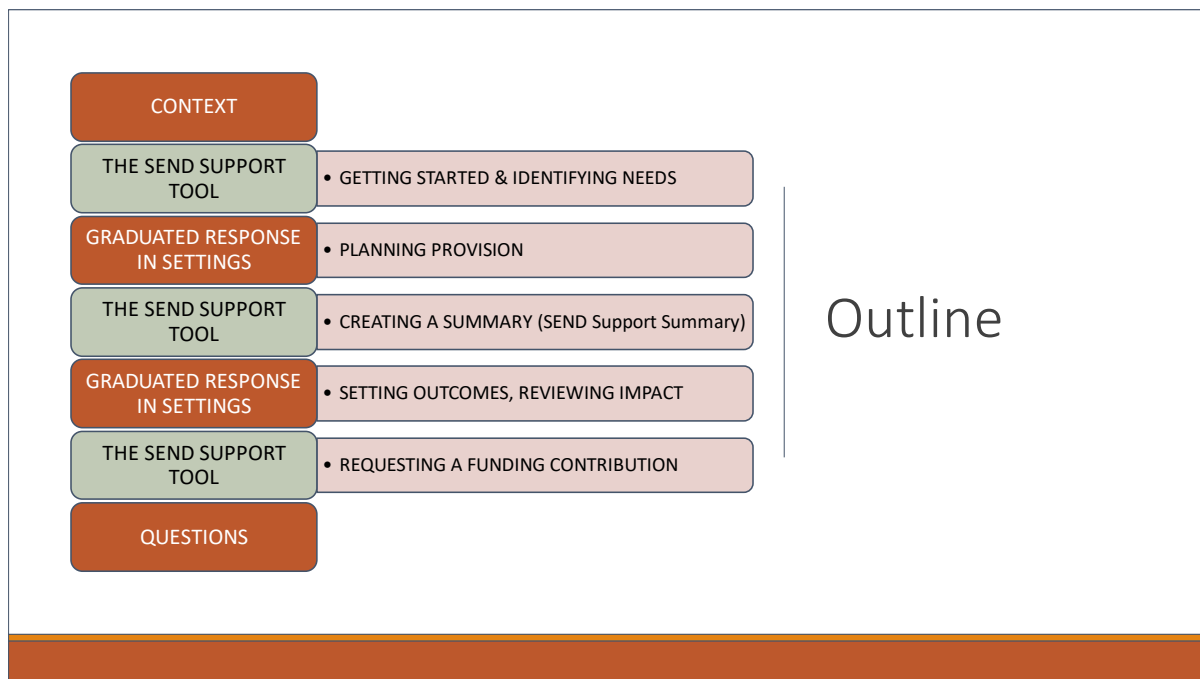 CONTEXT
THE SEND SUPPORT
TOOL
• GETTING STARTED & IDENTIFYING NEEDS
GRADUATED RESPONSE
IN SETTINGS
• PLANNING PROVISION
THE SEND SUPPORT
TOOL
• CREATING A SUMMARY (SEND Support Summary)
GRADUATED RESPONSE
IN SETTINGS
• SETTING OUTCOMES, REVIEWING IMPACT
THE SEND SUPPORT
TOOL
• REQUESTING A FUNDING CONTRIBUTION
QUESTIONS
Outline